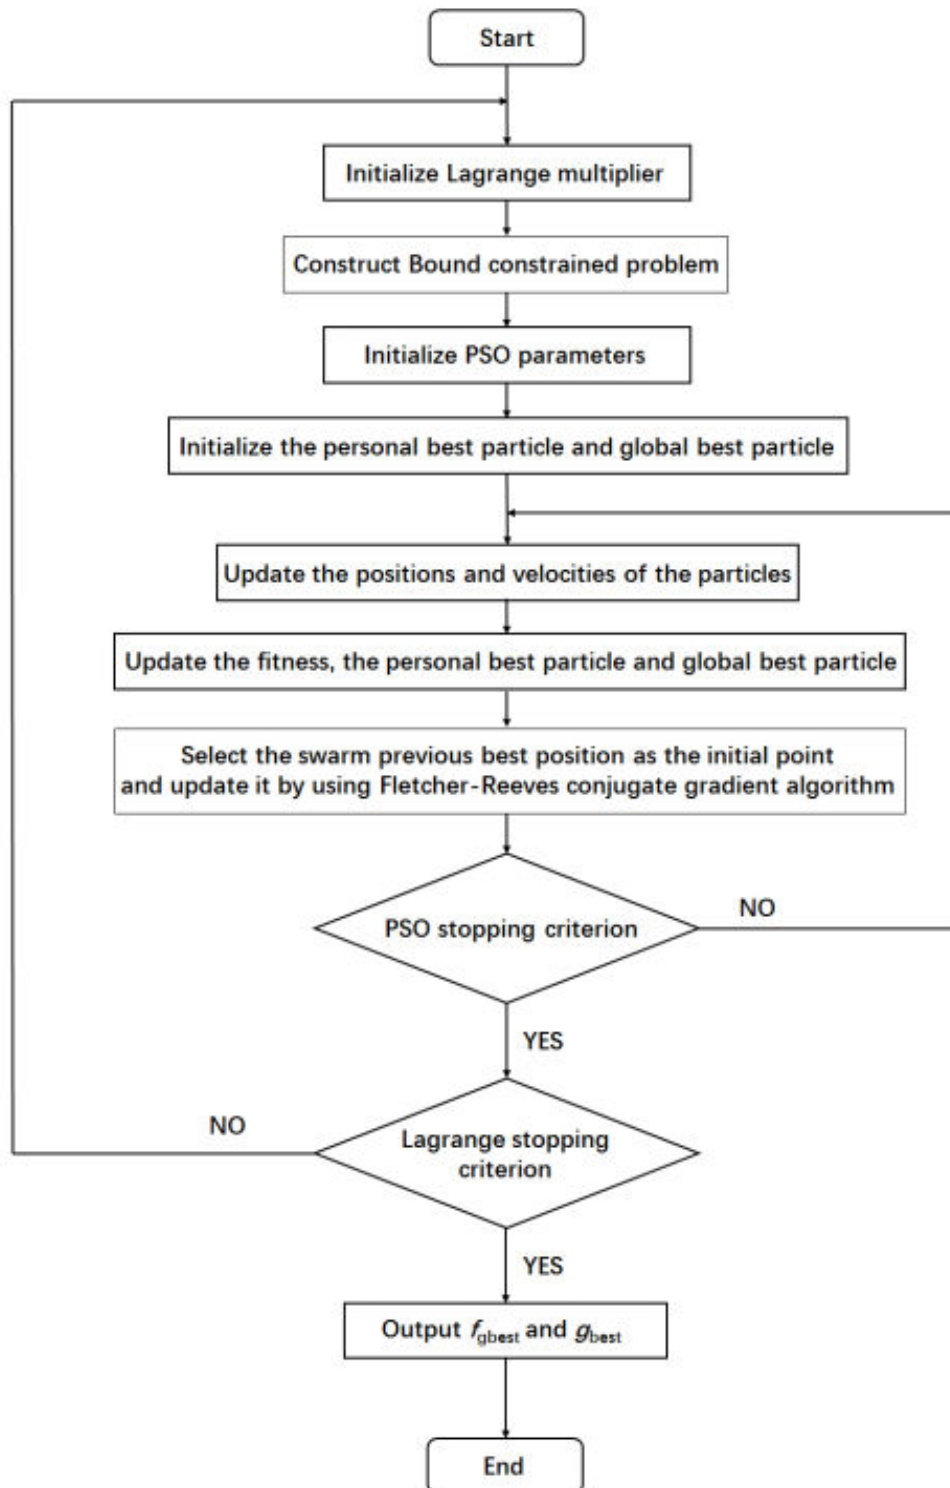 Start
Initialize Lagrange multiplier
Construct Bound constrained problem
Initialize PSO parameters
Initialize the personal best particle and global best particle
Update the positions and velocities of the particles
Update the fitness, the personal best particle and global best particle
Select the swarm previous best position as the initial point
and update it by using Fletcher-Reeves conjugate gradient algorithm
PSO stopping criterion
NO
YES
Lagrange stopping
criterion
NO
YES
Output fgbest and gbest
End